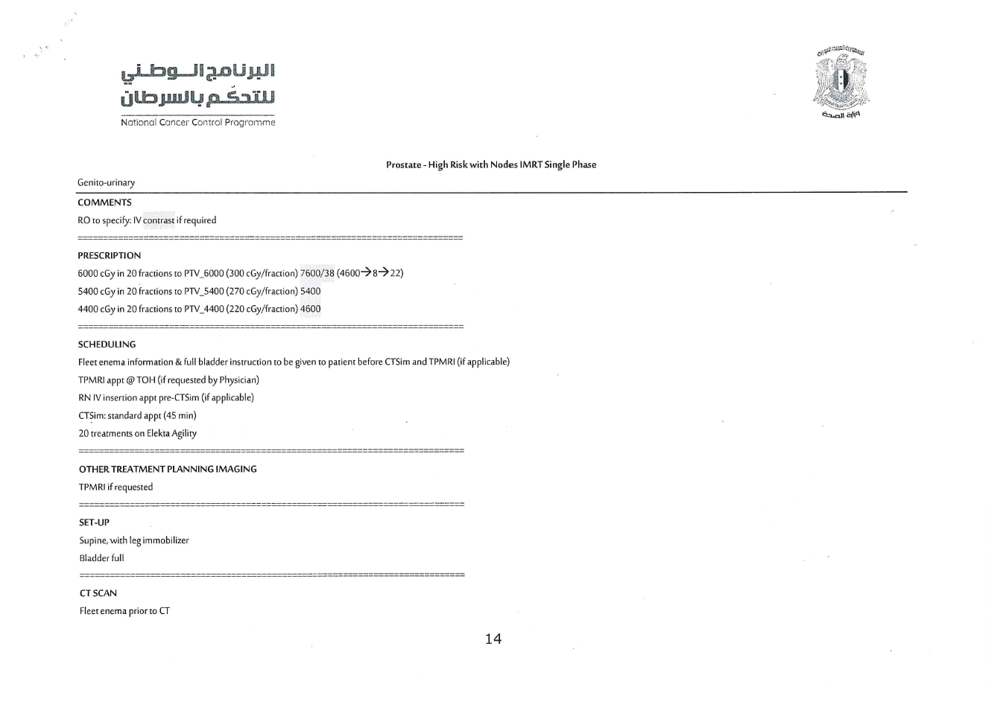 البرنامج الوطني
للتحكّم بالسرطان
National Cancer Control Programme
الجمهورية العربية السورية
وزارة الصحة
Prostate - High Risk with Nodes IMRT Single Phase
Genito-urinary
COMMENTS
RO to specify: IV contrast if required
================================================================================
PRESCRIPTION
6000 cGy in 20 fractions to PTV_6000 (300 cGy/fraction) 7600/38 (4600→8→22)
5400 cGy in 20 fractions to PTV_5400 (270 cGy/fraction) 5400
4400 cGy in 20 fractions to PTV_4400 (220 cGy/fraction) 4600
================================================================================
SCHEDULING
Fleet enema information & full bladder instruction to be given to patient before CTSim and TPMRI (if applicable)
TPMRI appt @ TOH (if requested by Physician)
RN IV insertion appt pre-CTSim (if applicable)
CTSim: standard appt (45 min)
20 treatments on Elekta Agility
================================================================================
OTHER TREATMENT PLANNING IMAGING
TPMRI if requested
================================================================================
SET-UP
Supine, with leg immobilizer
Bladder full
================================================================================
CT SCAN
Fleet enema prior to CT
14